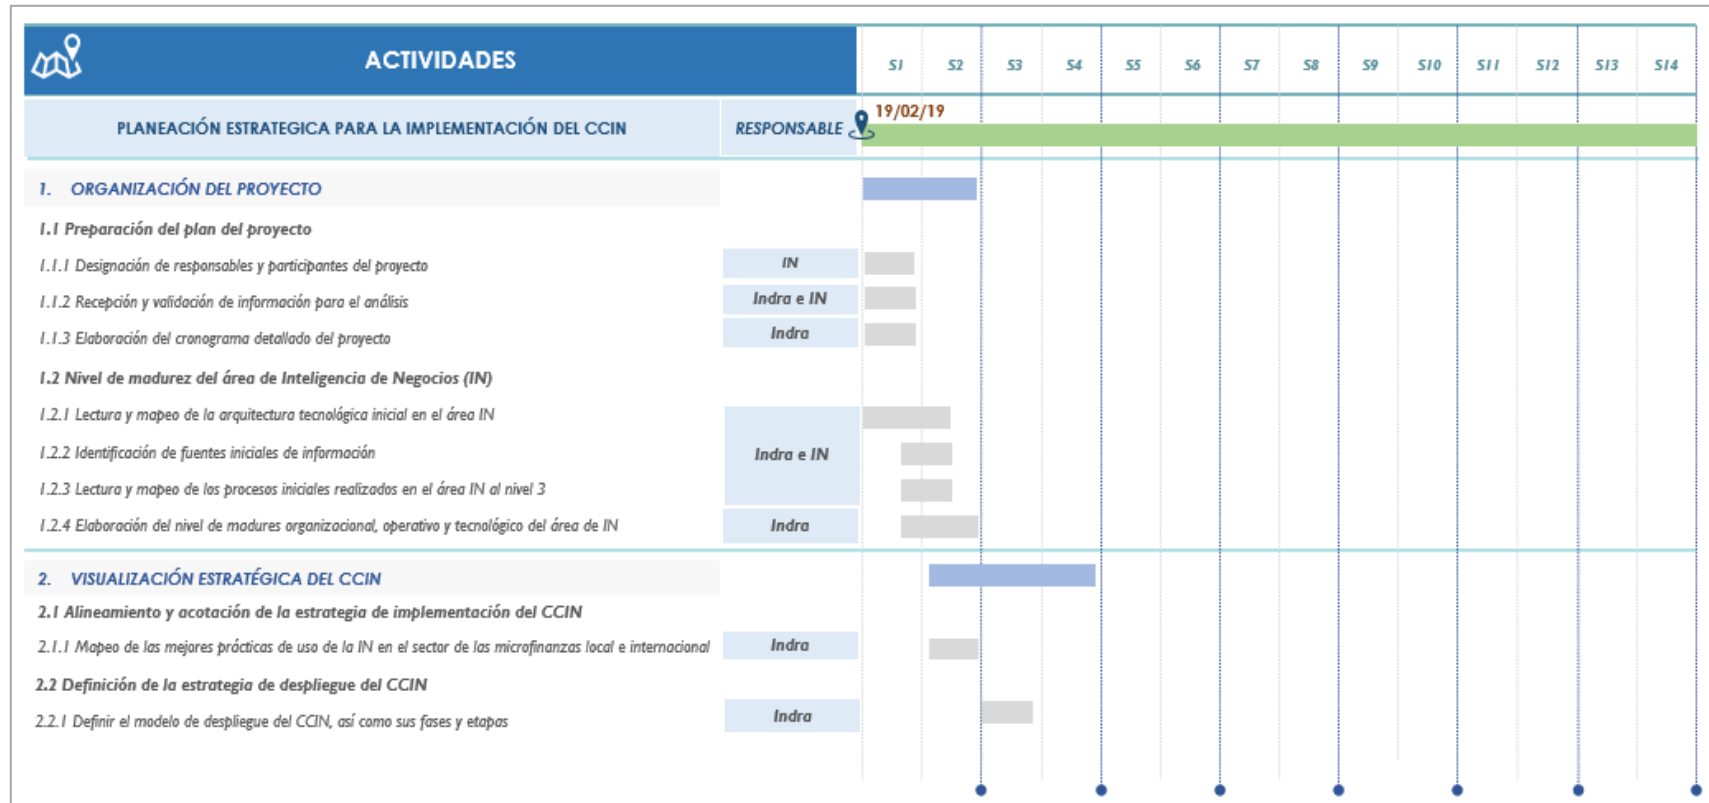 ACTIVIDADES
S1 S2 S3 S4 S5 S6 S7 S8 S9 S10 S11 S12 S13 S14
PLANEACIÓN ESTRATEGICA PARA LA IMPLEMENTACIÓN DEL CCIN
RESPONSABLE
19/02/19
1. ORGANIZACIÓN DEL PROYECTO
1.1 Preparación del plan del proyecto
1.1.1 Designación de responsables y participantes del proyecto
IN
1.1.2 Recepción y validación de información para el análisis
Indra e IN
1.1.3 Elaboración del cronograma detallado del proyecto
Indra
1.2 Nivel de madurez del área de Inteligencia de Negocios (IN)
1.2.1 Lectura y mapeo de la arquitectura tecnológica inicial en el área IN
1.2.2 Identificación de fuentes iniciales de información
Indra e IN
1.2.3 Lectura y mapeo de los procesos iniciales realizados en el área IN al nivel 3
1.2.4 Elaboración del nivel de madures organizacional, operativo y tecnológico del área de IN
Indra
2. VISUALIZACIÓN ESTRATÉGICA DEL CCIN
2.1 Alineamiento y acotación de la estrategia de implementación del CCIN
2.1.1 Mapeo de las mejores prácticas de uso de la IN en el sector de las microfinanzas local e internacional
Indra
2.2 Definición de la estrategia de despliegue del CCIN
2.2.1 Definir el modelo de despliegue del CCIN, así como sus fases y etapas
Indra